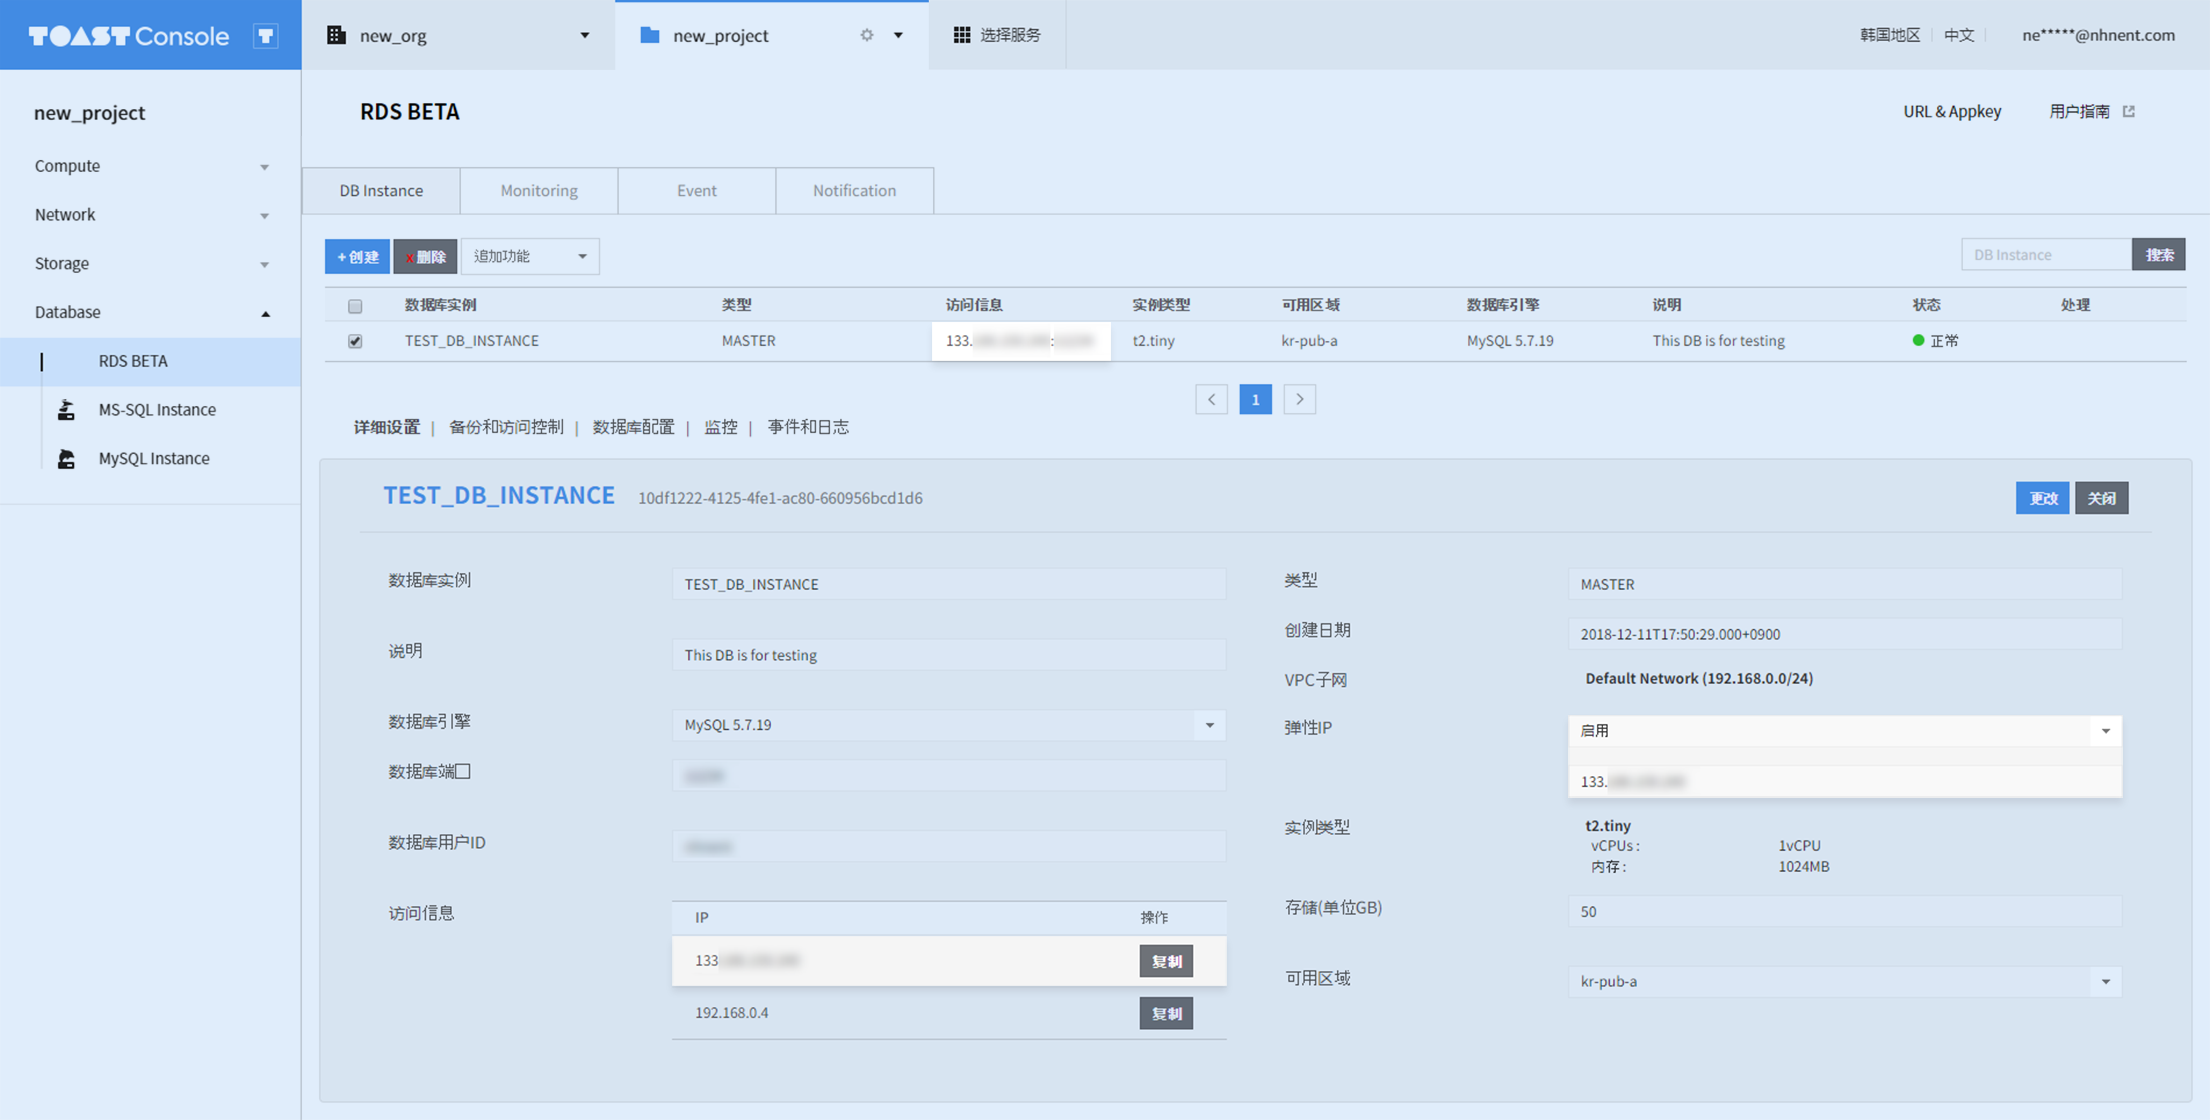 TOAST Console T new_org new_project 选择服务 韩国地区 中文 ne*****@nhnent.com
new_project
Compute
Network
Storage
Database
RDS BETA
MS-SQL Instance
MySQL Instance
RDS BETA URL & Appkey 用户指南
DB Instance Monitoring Event Notification
+ 创建 x 删除 追加功能 DB Instance 搜索
数据库实例 类型 访问信息 实例类型 可用区域 数据库引擎 说明 状态 处理
TEST_DB_INSTANCE MASTER 133. : t2.tiny kr-pub-a MySQL 5.7.19 This DB is for testing 正常
< 1 >
详细设置 | 备份和访问控制 | 数据库配置 | 监控 | 事件和日志
TEST_DB_INSTANCE 10df1222-4125-4fe1-ac80-660956bcd1d6 更改 关闭
数据库实例 TEST_DB_INSTANCE
说明 This DB is for testing
数据库引擎 MySQL 5.7.19
数据库端口
数据库用户ID
访问信息 IP 操作
133 复制
192.168.0.4 复制
类型 MASTER
创建日期 2018-12-11T17:50:29.000+0900
VPC子网 Default Network (192.168.0.0/24)
弹性IP 启用
133.
实例类型 t2.tiny
vCPUs : 1vCPU
内存 : 1024MB
存储(单位GB) 50
可用区域 kr-pub-a